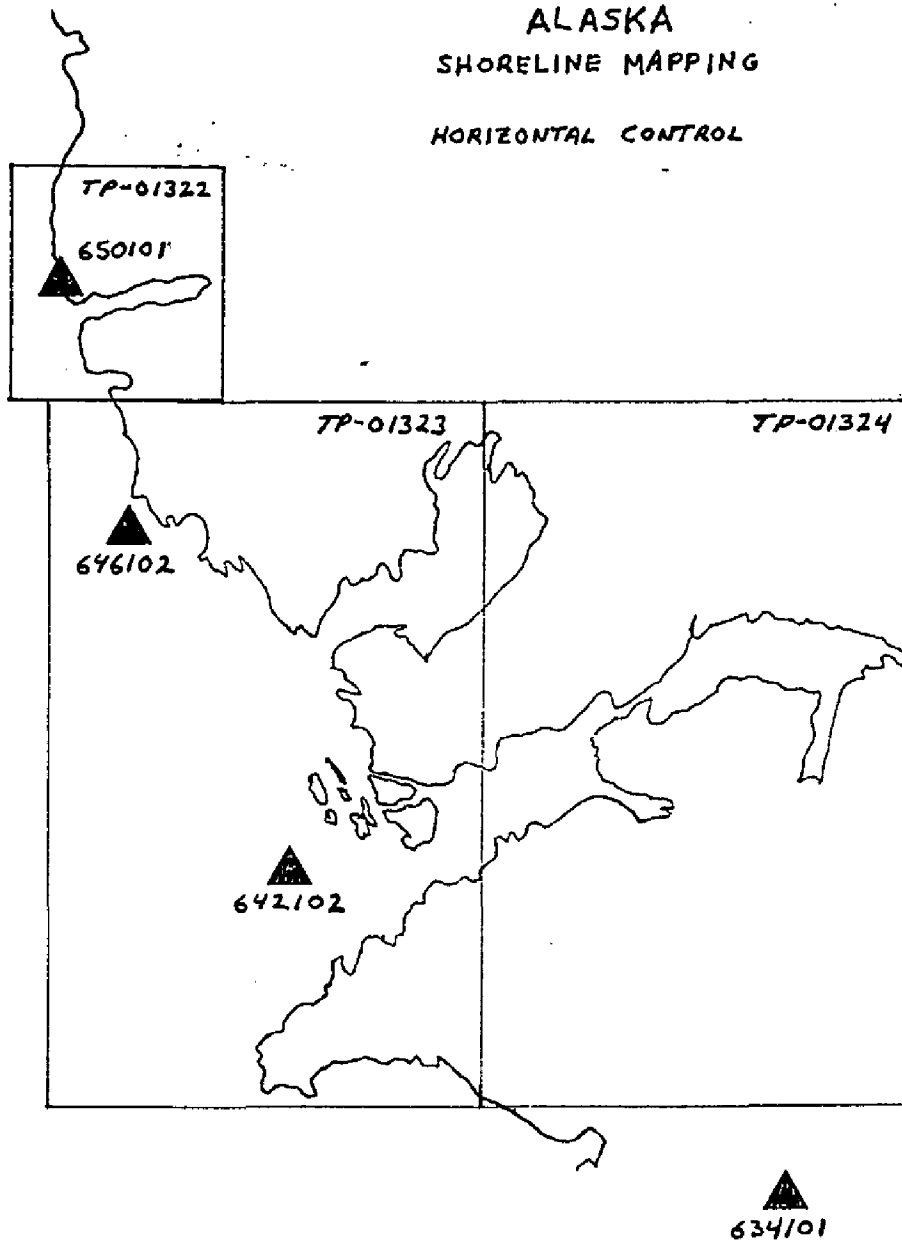 ALASKA
SHORELINE MAPPING
HORIZONTAL CONTROL
TP-01322
650101
TP-01323
TP-01324
646102
642102
634101